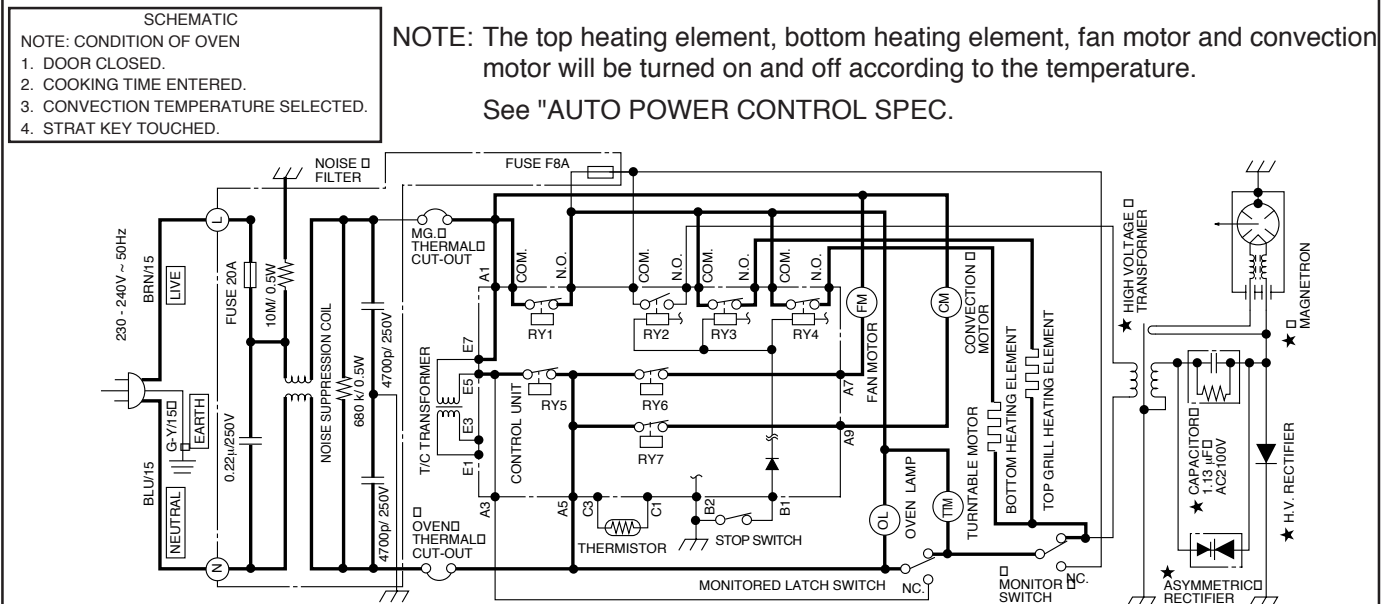 SCHEMATIC
NOTE: CONDITION OF OVEN
1. DOOR CLOSED.
2. COOKING TIME ENTERED.
3. CONVECTION TEMPERATURE SELECTED.
4. STRAT KEY TOUCHED.
NOTE: The top heating element, bottom heating element, fan motor and convection
motor will be turned on and off according to the temperature.
See "AUTO POWER CONTROL SPEC.
NOISE □
FILTER
FUSE F8A
230 - 240V ~ 50Hz
BRN/15
LIVE
L
FUSE 20A
10M/ 0.5W
NOISE SUPPRESSION COIL
680 k/ 0.5W
4700p/ 250V
4700p/ 250V
G-Y/15□
EARTH
BLU/15
NEUTRAL
N
0.22µ/250V
MG.□
THERMAL□
CUT-OUT
□
OVEN□
THERMAL□
CUT-OUT
T/C TRANSFORMER
CONTROL UNIT
A1
E7
E5
E3
E1
A3
A5
C3
C1
B2
B1
A7
A9
COM.
N.O.
COM.
N.O.
COM.
N.O.
COM.
N.O.
RY1
RY2
RY3
RY4
RY5
RY6
RY7
THERMISTOR
STOP SWITCH
FM
FAN MOTOR
CM
CONVECTION □
MOTOR
OL
OVEN LAMP
TTM
TURNTABLE MOTOR
BOTTOM HEATING ELEMENT
TOP GRILL HEATING ELEMENT
MONITORED LATCH SWITCH
NC.
□
MONITOR □
SWITCH
NC.
★ HIGH VOLTAGE □
TRANSFORMER
★ □
MAGNETRON
★ CAPACITOR□
1.13 µF□
AC2100V
★ H.V. RECTIFIER
★
ASYMMETRIC□
RECTIFIER